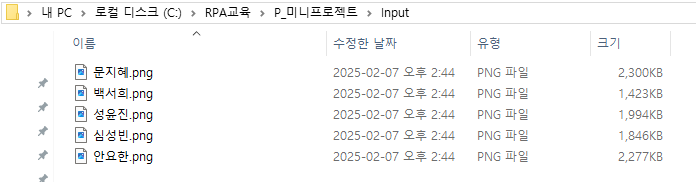 내 PC > 로컬 디스크 (C:) > RPA교육 > P_미니프로젝트 > Input
이름 수정한 날짜 유형 크기
문지혜.png 2025-02-07 오후 2:44 PNG 파일 2,300KB
백서희.png 2025-02-07 오후 2:44 PNG 파일 1,423KB
성윤진.png 2025-02-07 오후 2:44 PNG 파일 1,994KB
심성빈.png 2025-02-07 오후 2:44 PNG 파일 1,846KB
안요한.png 2025-02-07 오후 2:44 PNG 파일 2,277KB